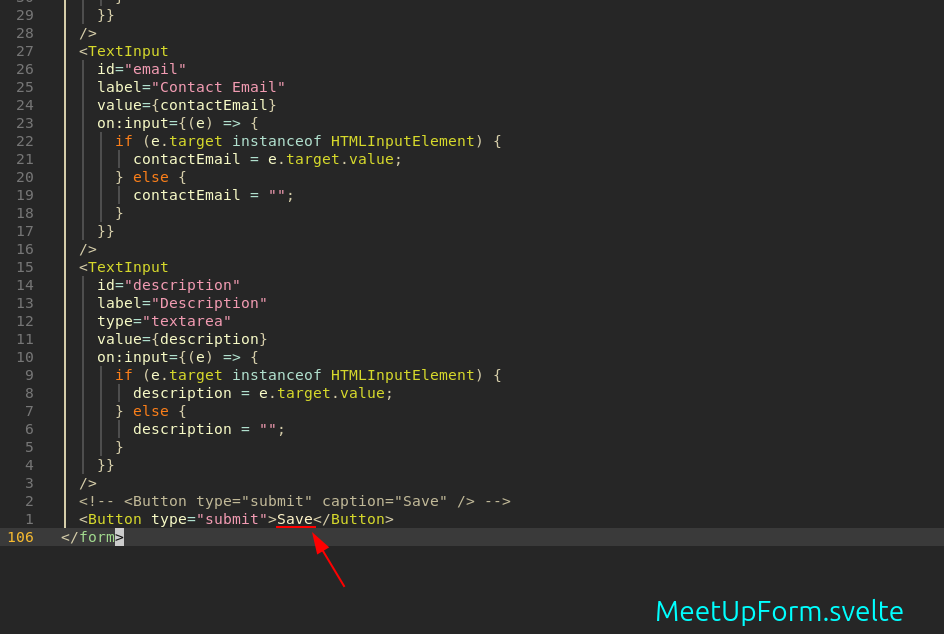 29 }}
28 />
27 <TextInput
26 id="email"
25 label="Contact Email"
24 value={contactEmail}
23 on:input={(e) => {
22 if (e.target instanceof HTMLInputElement) {
21 contactEmail = e.target.value;
20 } else {
19 contactEmail = "";
18 }
17 }}
16 />
15 <TextInput
14 id="description"
13 label="Description"
12 type="textarea"
11 value={description}
10 on:input={(e) => {
9 if (e.target instanceof HTMLInputElement) {
8 description = e.target.value;
7 } else {
6 description = "";
5 }
4 }}
3 />
2 <!-- <Button type="submit" caption="Save" /> -->
1 <Button type="submit">Save</Button>
106 </form>
MeetUpForm.svelte